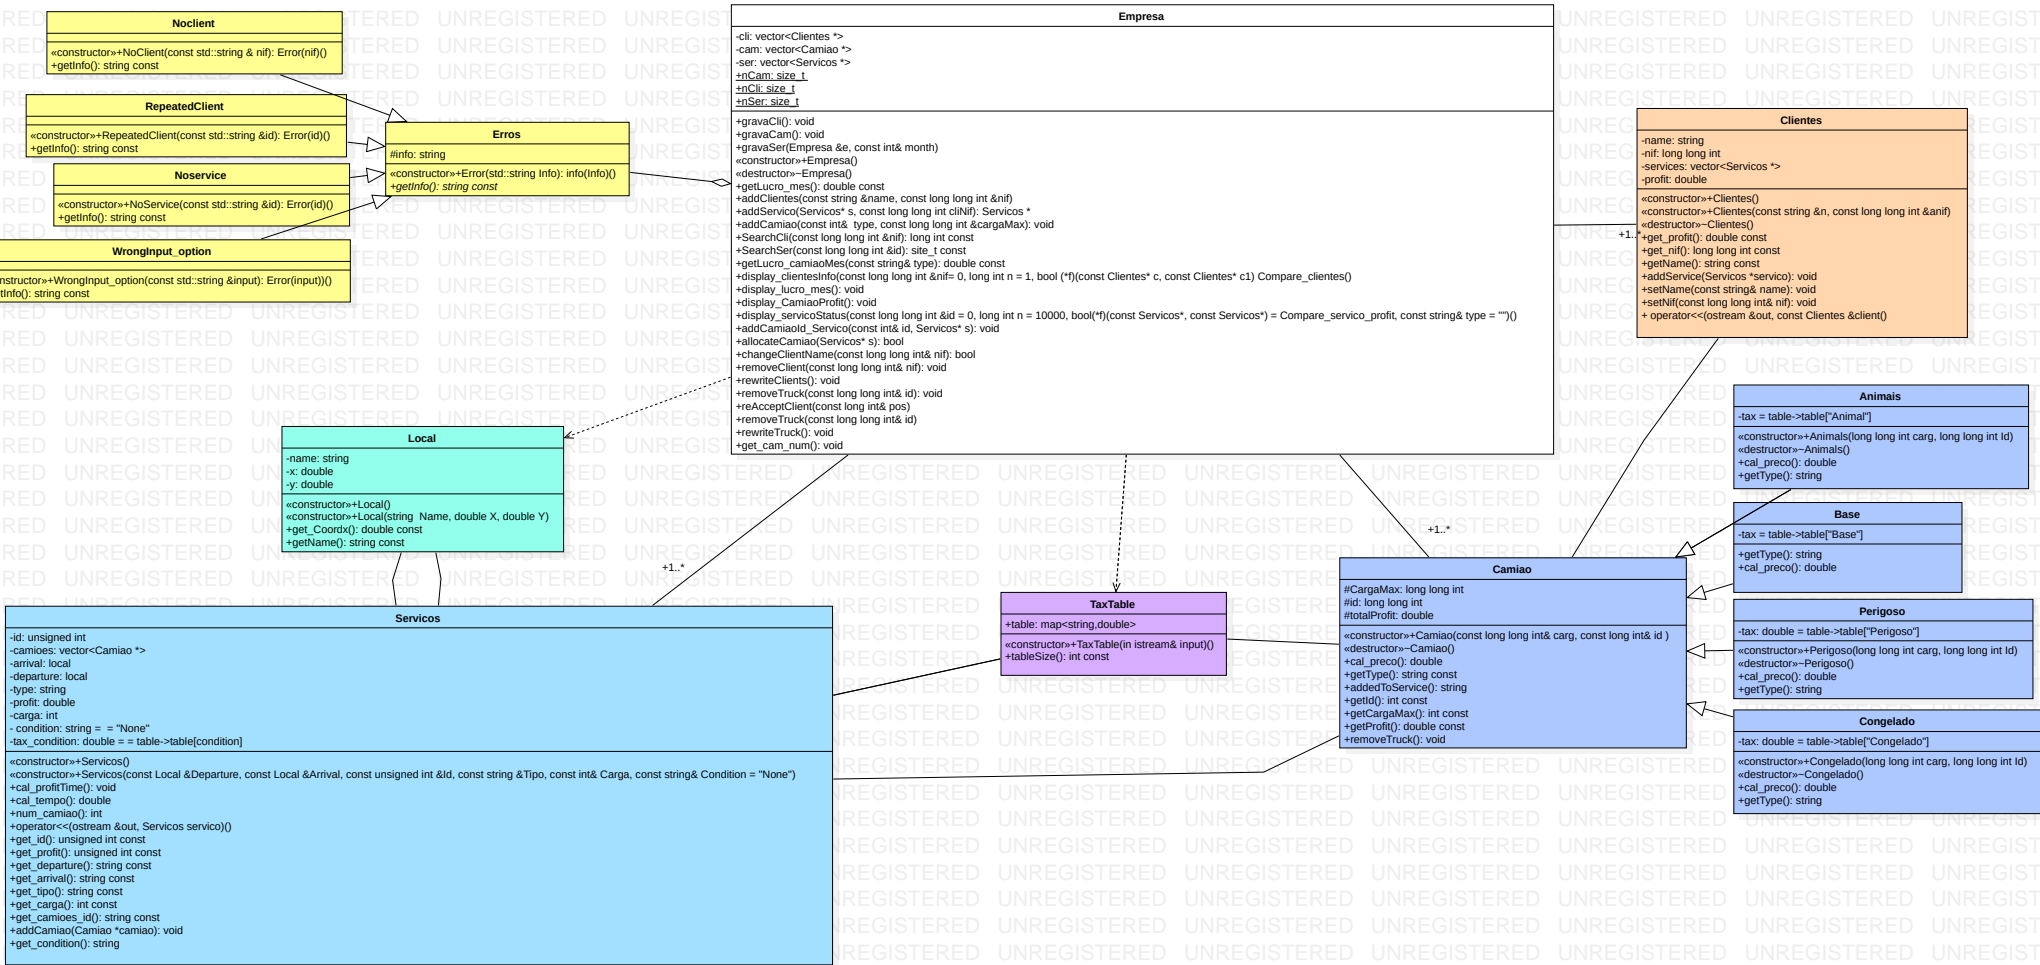 Noclient
«constructor»+NoClient(const std::string & nif): Error(nif)()
+getInfo(): string const
RepeatedClient
«constructor»+RepeatedClient(const std::string &id): Error(id)()
+getInfo(): string const
Noservice
«constructor»+NoService(const std::string &id): Error(id)()
+getInfo(): string const
WrongInput_option
nstructor»+WrongInput_option(const std::string &input): Error(input))()
tInfo(): string const
Erros
#info: string
«constructor»+Error(std::string Info): info(Info)()
+getInfo(): string const
Empresa
-cli: vector<Clientes *>
-cam: vector<Camiao *>
-ser: vector<Servicos *>
+nCam: size_t
+nCli: size_t
+nSer: size_t
+gravaCli(): void
+gravaCam(): void
+gravaSer(Empresa &e, const int& month)
«constructor»+Empresa()
«destructor»~Empresa()
+getLucro_mes(): double const
+addClientes(const string &name, const long long int &nif)
+addServico(Servicos* s, const long long int cliNif): Servicos *
+addCamiao(const int&  type, const long long int &cargaMax): void
+SearchCli(const long long int &nif): long int const
+SearchSer(const long long int &id): site_t const
+getLucro_camiaoMes(const string& type): double const
+display_clientesInfo(const long long int &nif= 0, long int n = 1, bool (*f)(const Clientes* c, const Clientes* c1) Compare_clientes()
+display_lucro_mes(): void
+display_CamiaoProfit(): void
+display_servicoStatus(const long long int &id = 0, long int n = 10000, bool(*f)(const Servicos*, const Servicos*) = Compare_servico_profit, const string& type = "")()
+addCamiaoId_Servico(const int& id, Servicos* s): void
+allocateCamiao(Servicos* s): bool
+changeClientName(const long long int& nif): bool
+removeClient(const long long int& nif): void
+rewriteClients(): void
+removeTruck(const long long int& id): void
+reAcceptClient(const long int& pos)
+removeTruck(const long long int& id)
+rewriteTruck(): void
+get_cam_num(): void
Clientes
-name: string
-nif: long long int
-services: vector<Servicos *>
-profit: double
«constructor»+Clientes()
«constructor»+Clientes(const string &n, const long long int &anif)
«destructor»~Clientes()
+get_profit(): double const
+get_nif(): long long int const
+getName(): string const
+addService(Servicos *servico): void
+setName(const string& name): void
+setNif(const long long int& nif): void
+ operator<<(ostream &out, const Clientes &client()
+1..*
Local
-name: string
-x: double
-y: double
«constructor»+Local()
«constructor»+Local(string  Name, double X, double Y)
+get_Coordx(): double const
+getName(): string const
+1..*
+1..*
Animais
-tax = table->table["Animal"]
«constructor»+Animals(long long int carg, long long int Id)
«destructor»~Animals()
+cal_preco(): double
+getType(): string
Base
-tax = table->table["Base"]
+getType(): string
+cal_preco(): double
Perigoso
-tax: double = table->table["Perigoso"]
«constructor»+Perigoso(long long int carg, long long int Id)
«destructor»~Perigoso()
+cal_preco(): double
+getType(): string
Congelado
-tax: double = table->table["Congelado"]
«constructor»+Congelado(long long int carg, long long int Id)
«destructor»~Congelado()
+cal_preco(): double
+getType(): string
Camiao
#CargaMax: long long int
#id: long long int
#totalProfit: double
«constructor»+Camiao(const long long int& carg, const long int& id )
«destructor»~Camiao()
+cal_preco(): double
+getType(): string const
+addedToService(): string
+getId(): int const
+getCargaMax(): int const
+getProfit(): double const
+removeTruck(): void
TaxTable
+table: map<string,double>
«constructor»+TaxTable(in istream& input)()
+tableSize(): int const
Servicos
-id: unsigned int
-camioes: vector<Camiao *>
-arrival: local
-departure: local
-type: string
-profit: double
-carga: int
- condition: string =  = "None"
-tax_condition: double = = table->table[condition]
«constructor»+Servicos()
«constructor»+Servicos(const Local &Departure, const Local &Arrival, const unsigned int &Id, const string &Tipo, const int& Carga, const string& Condition = "None")
+cal_profitTime(): void
+cal_tempo(): double
+num_camiao(): int
+operator<<(ostream &out, Servicos servico)()
+get_id(): unsigned int const
+get_profit(): unsigned int const
+get_departure(): string const
+get_arrival(): string const
+get_tipo(): string const
+get_carga(): int const
+get_camioes_id(): string const
+addCamiao(Camiao *camiao): void
+get_condition(): string